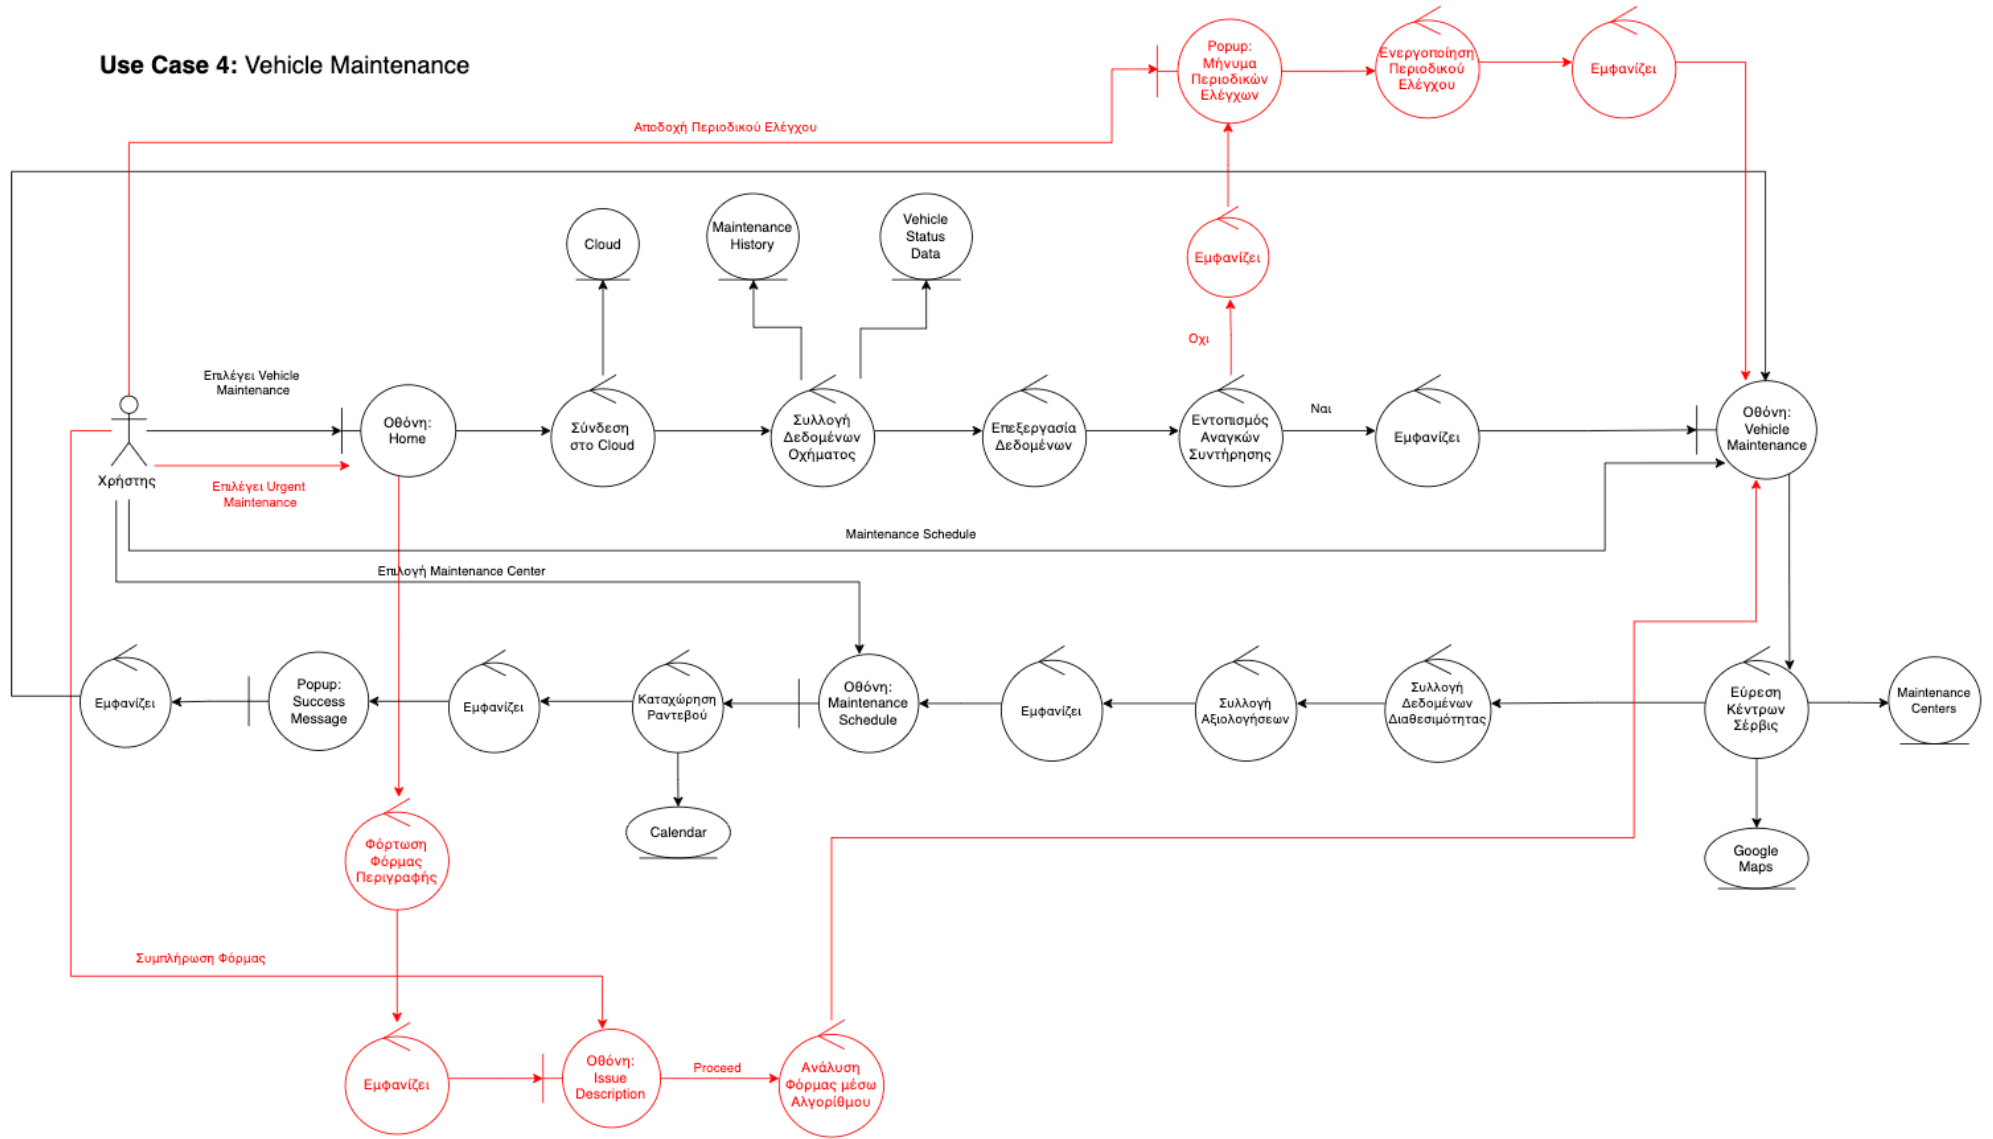 Use Case 4: Vehicle Maintenance
Popup:
Μήνυμα
Περιοδικών
Ελέγχων
Ενεργοποίηση
Περιοδικού
Ελέγχου
Εμφανίζει
Αποδοχή Περιοδικού Ελέγχου
Cloud
Maintenance
History
Vehicle
Status
Data
Εμφανίζει
Οχι
Επιλέγει Vehicle
Maintenance
Χρήστης
Επιλέγει Urgent
Maintenance
Οθόνη:
Home
Σύνδεση
στο Cloud
Συλλογή
Δεδομένων
Οχήματος
Επεξεργασία
Δεδομένων
Εντοπισμός
Αναγκών
Συντήρησης
Ναι
Εμφανίζει
Οθόνη:
Vehicle
Maintenance
Maintenance Schedule
Επιλογή Maintenance Center
Εμφανίζει
Popup:
Success
Message
Εμφανίζει
Καταχώρηση
Ραντεβού
Οθόνη:
Maintenance
Schedule
Εμφανίζει
Συλλογή
Αξιολογήσεων
Συλλογή
Δεδομένων
Διαθεσιμότητας
Εύρεση
Κέντρων
Σέρβις
Maintenance
Centers
Calendar
Google
Maps
Φόρτωση
Φόρμας
Περιγραφής
Συμπλήρωση Φόρμας
Εμφανίζει
Οθόνη:
Issue
Description
Proceed
Ανάλυση
Φόρμας μέσω
Αλγορίθμου